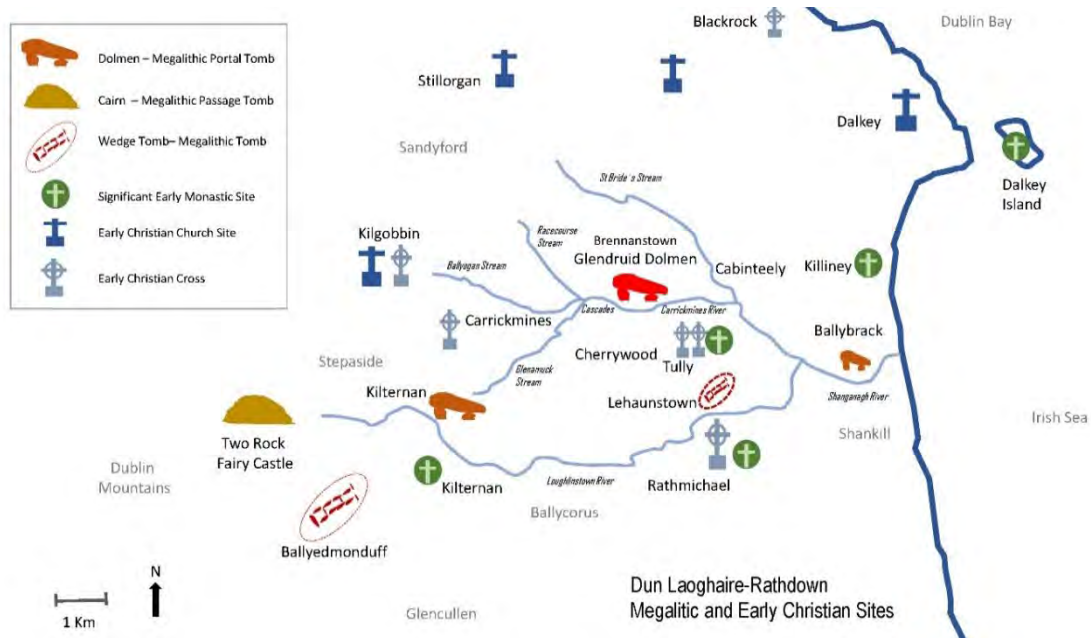 Dolmen – Megalithic Portal Tomb
Cairn – Megalithic Passage Tomb
Wedge Tomb– Megalithic Tomb
Significant Early Monastic Site
Early Christian Church Site
Early Christian Cross
Blackrock
Dublin Bay
Stillorgan
Dalkey
Sandyford
Dalkey
Island
St Bride's Stream
Kilgobbin
Racecourse
Stream
Brennanstown
Glendruid Dolmen
Ballyogan Stream
Cabinteely
Killiney
Cascades
Carrickmines River
Carrickmines
Ballybrack
Cherrywood
Tully
Stepaside
Glenamuck
Stream
Kilternan
Lehaunstown
Shanganagh River
Irish Sea
Two Rock
Fairy Castle
Shankill
Dublin
Mountains
Kilternan
Loughlinstown River
Rathmichael
Ballycorus
Ballyedmonduff
N
1 Km
Dun Laoghaire-Rathdown
Megalitic and Early Christian Sites
Glencullen